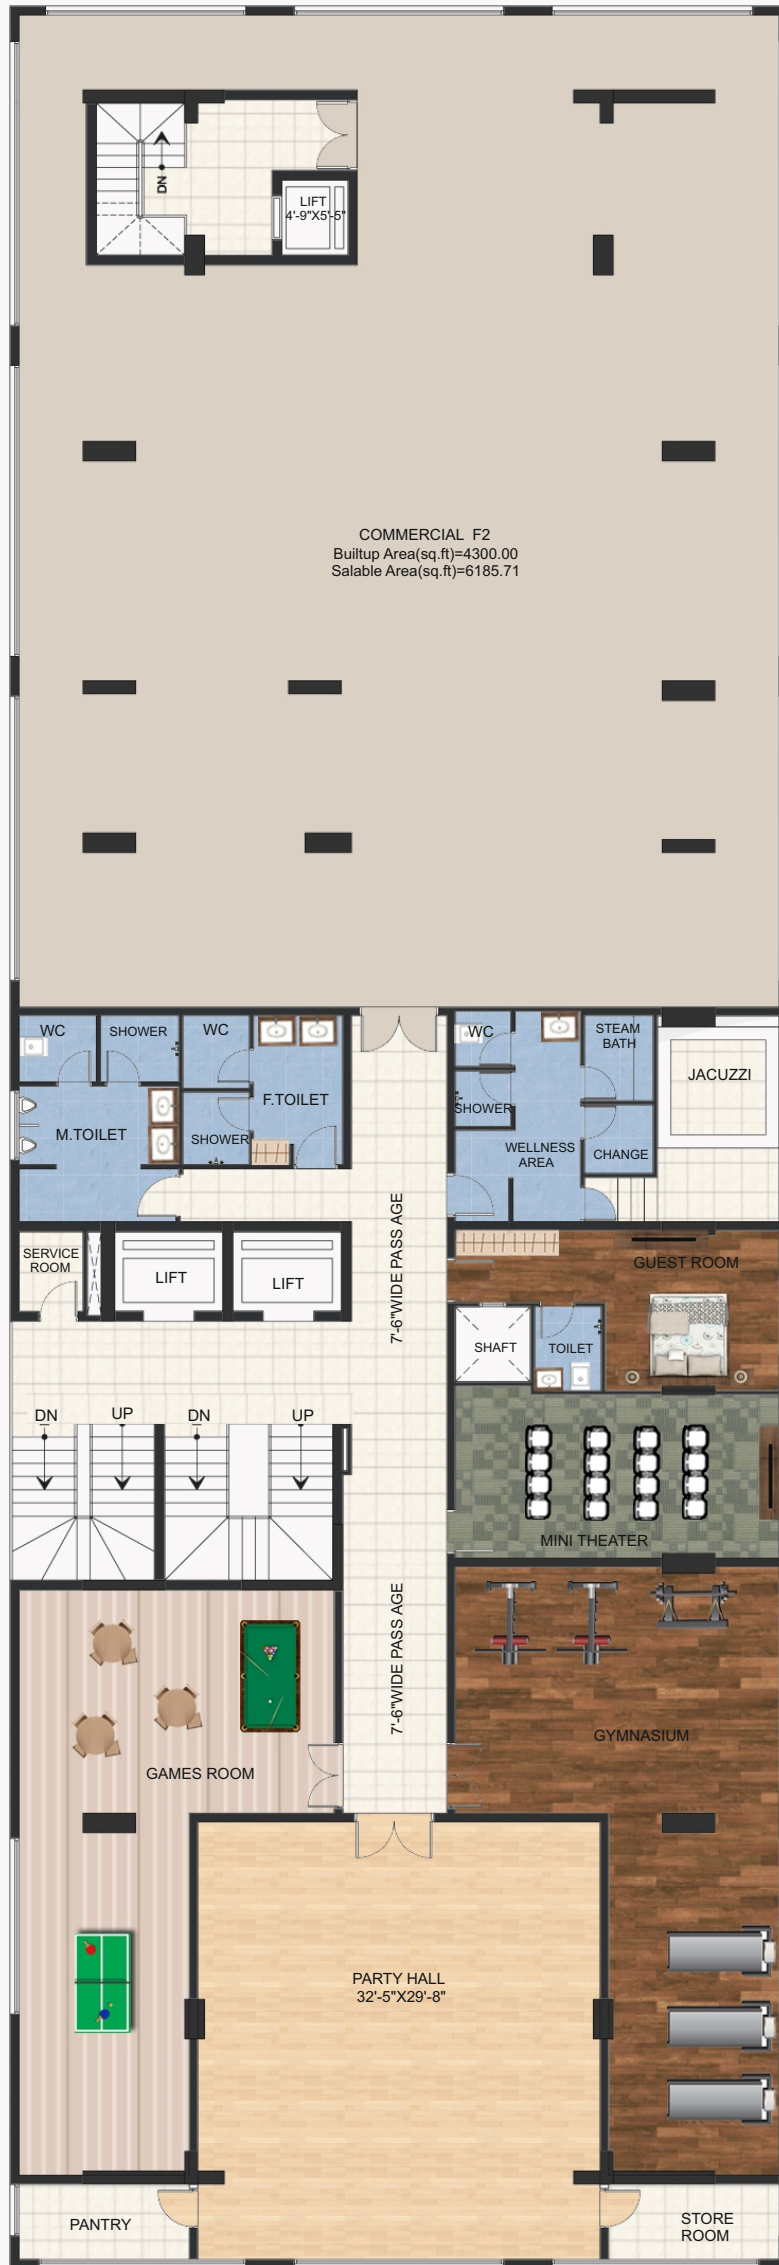 DN
LIFT
4'-9"X5'-5"
COMMERCIAL F2
Builtup Area(sq.ft)=4300.00
Salable Area(sq.ft)=6185.71
WC
SHOWER
WC
F.TOILET
M.TOILET
SHOWER
WC
STEAM
BATH
JACUZZI
SHOWER
WELLNESS
AREA
CHANGE
7'-6"WIDE PASS AGE
SERVICE
ROOM
LIFT
LIFT
GUEST ROOM
SHAFT
TOILET
DN
UP
DN
UP
MINI THEATER
7'-6"WIDE PASS AGE
GAMES ROOM
GYMNASIUM
PARTY HALL
32'-5"X29'-8"
PANTRY
STORE
ROOM